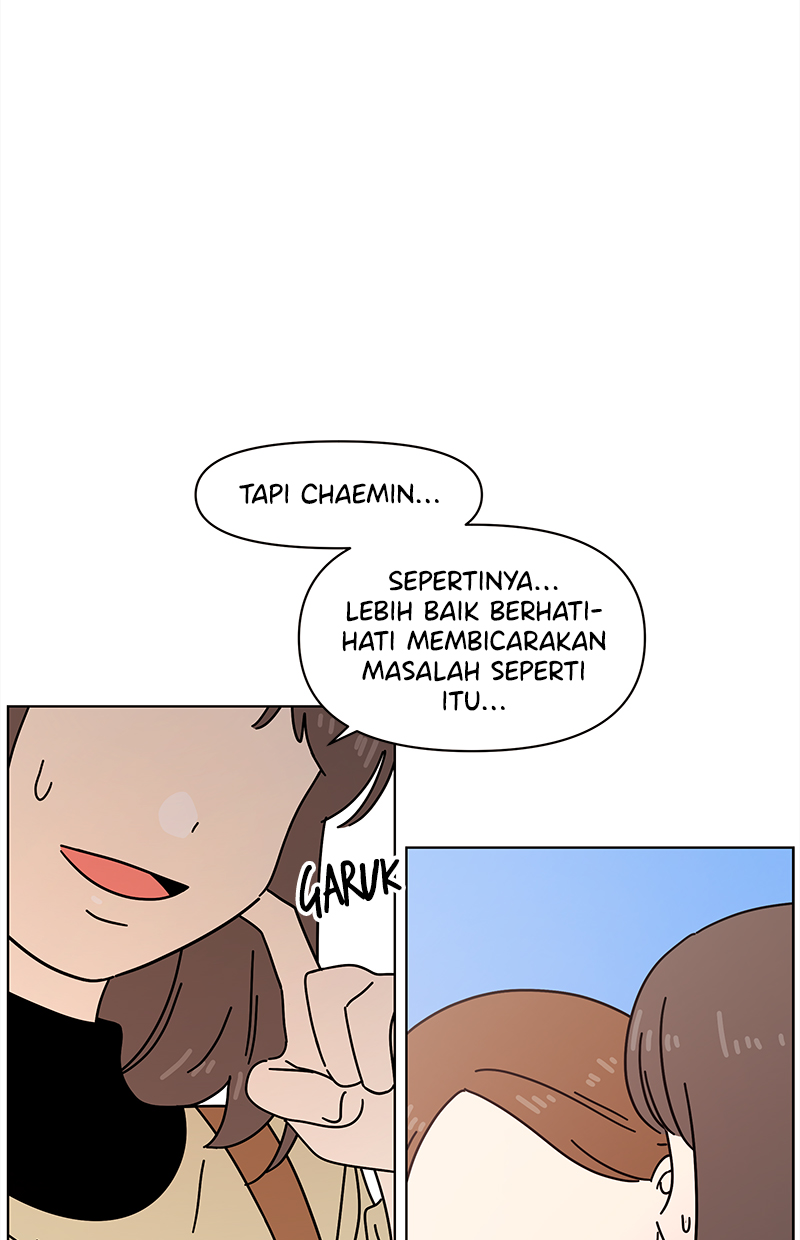 TAPI CHAEMIN...
SEPERTINYA...
LEBIH BAIK BERHATI-
HATI MEMBICARAKAN
MASALAH SEPERTI
ITU...
GARUK